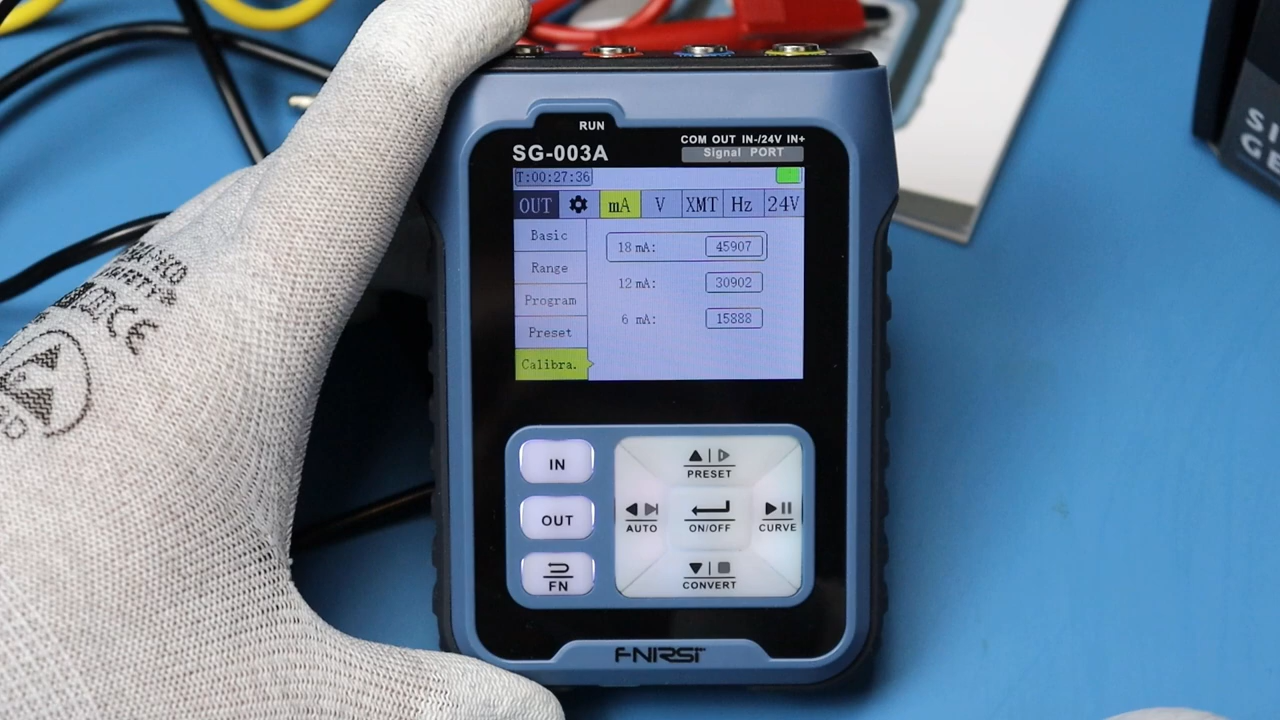 RUN
SG-003A
COM OUT IN-/24V IN+
Signal PORT
T:00:27:36
OUT mA V XMT Hz 24V
Basic
Range
Program
Preset
Calibra.
18 mA: 45907
12 mA: 30902
6 mA: 15888
IN
OUT
FN
PRESET
AUTO
ON/OFF
CURVE
CONVERT
FNIRSI